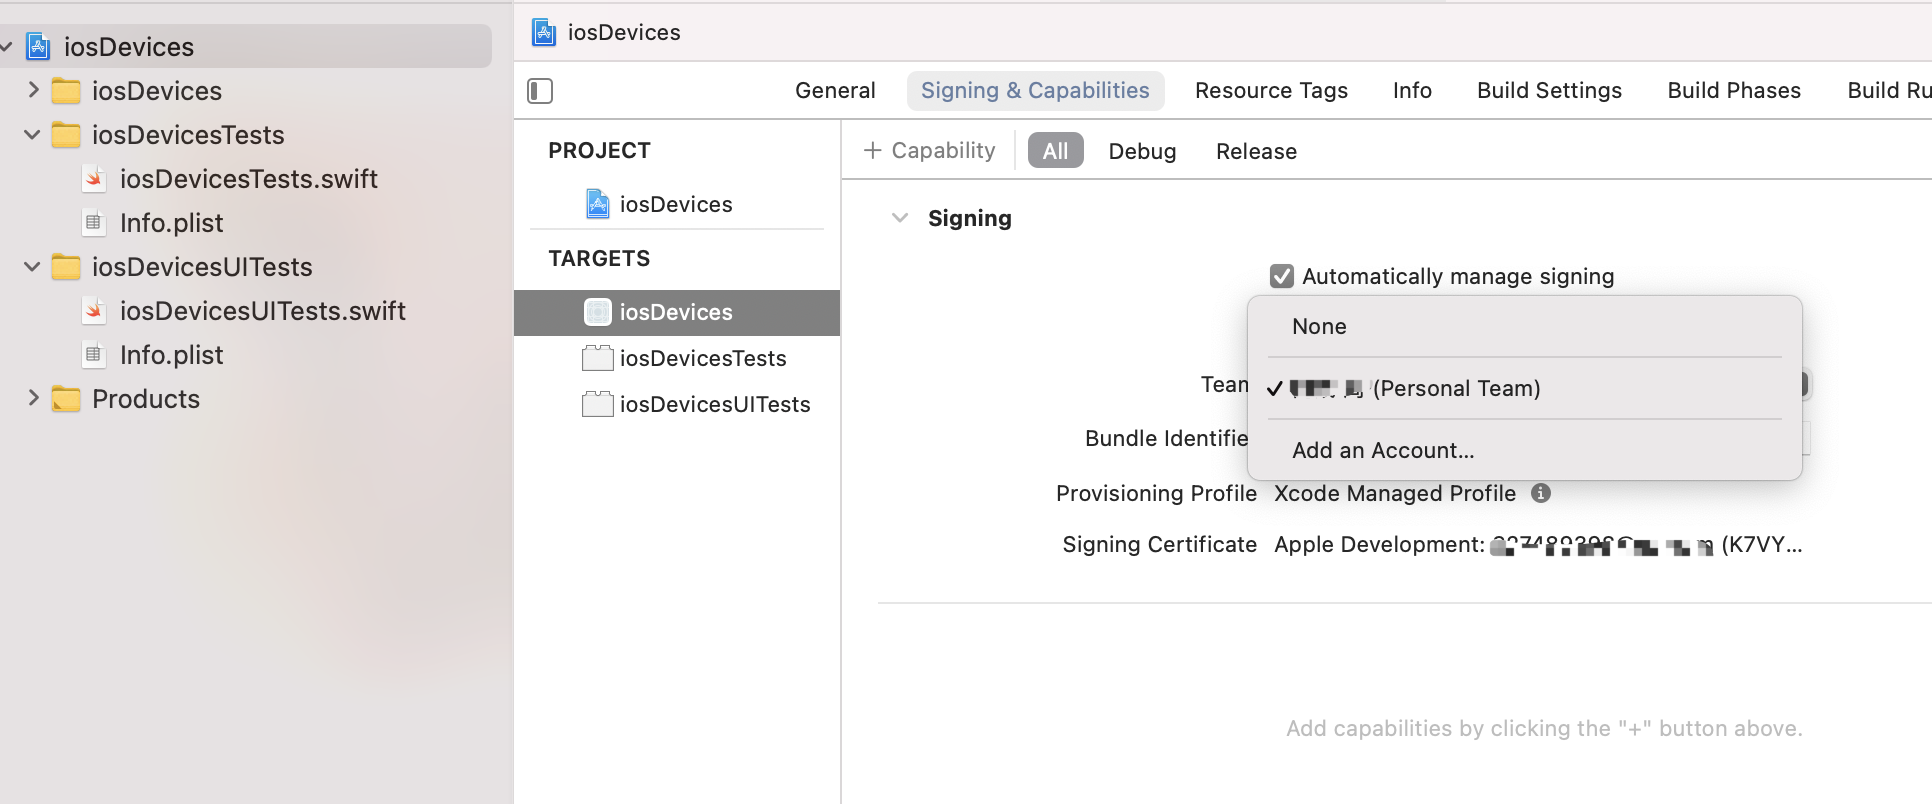 iosDevices
iosDevices
iosDevicesTests
iosDevicesTests.swift
Info.plist
iosDevicesUITests
iosDevicesUITests.swift
Info.plist
Products
iosDevices
General Signing & Capabilities Resource Tags Info Build Settings Build Phases Build Ru
PROJECT
iosDevices
TARGETS
iosDevices
iosDevicesTests
iosDevicesUITests
+ Capability All Debug Release
Signing
Automatically manage signing
None
Team
(Personal Team)
Bundle Identifie
Add an Account...
Provisioning Profile Xcode Managed Profile
Signing Certificate Apple Development: (K7VY...
Add capabilities by clicking the "+" button above.